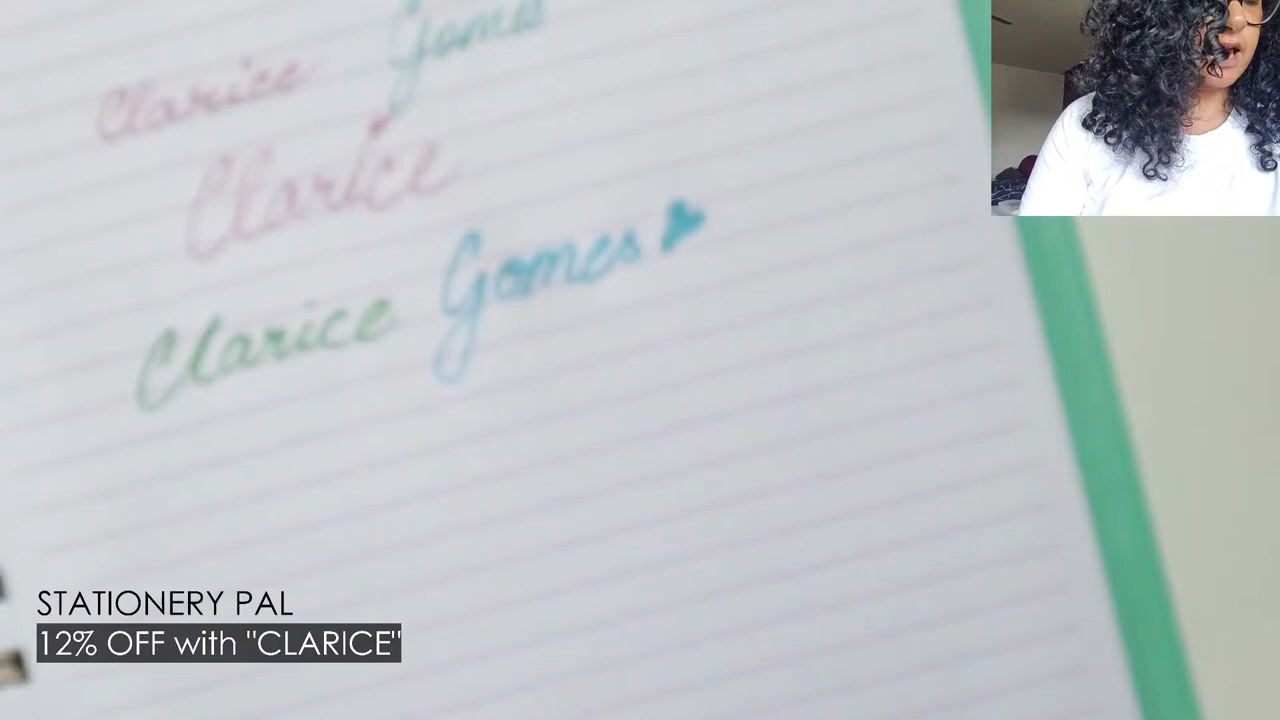 Gomes
Clarice
Clarice
Clarice Gomes
STATIONERY PAL
12% OFF with "CLARICE"